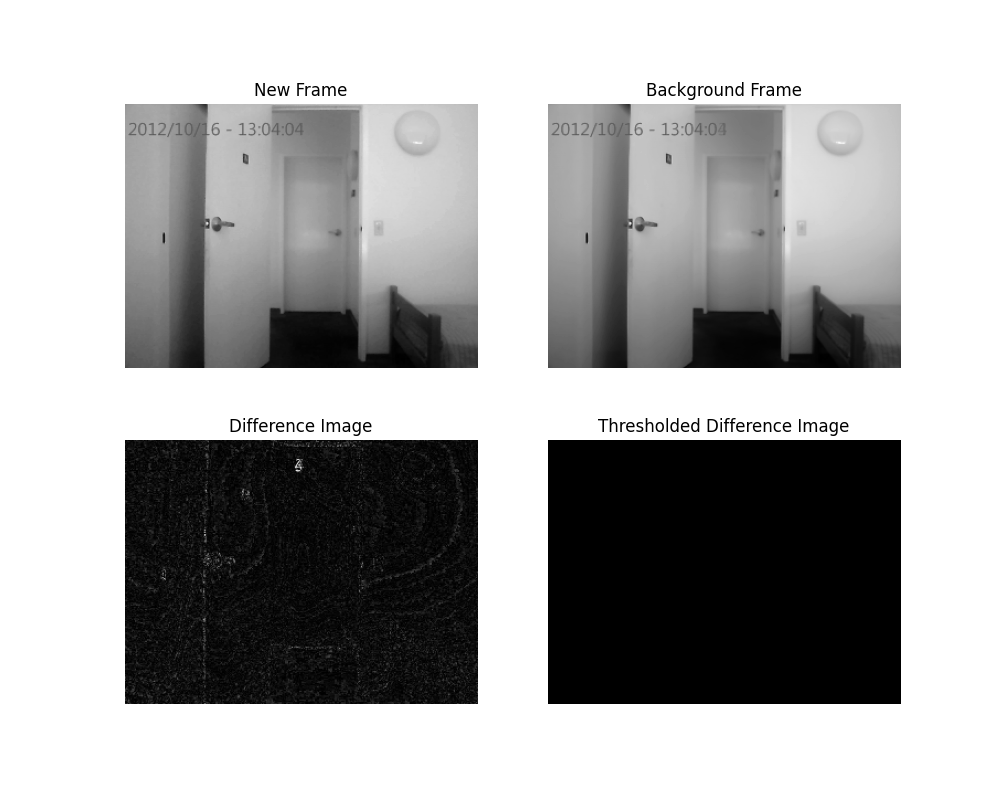 New Frame
Background Frame
2012/10/16 - 13:04:04
2012/10/16 - 13:04:04
Difference Image
Thresholded Difference Image